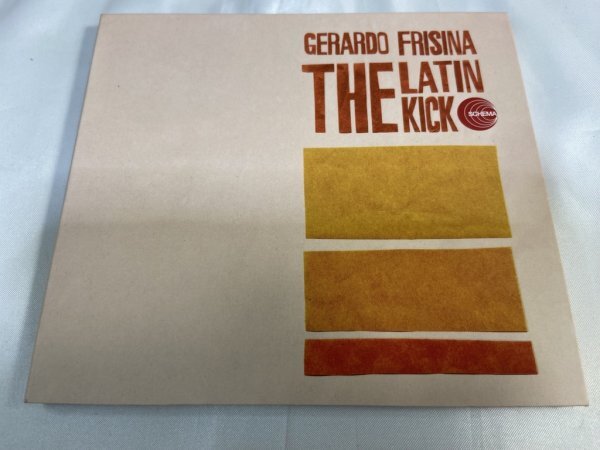 GERARDO FRISINA
THE LATIN
KICK
SCHEMA